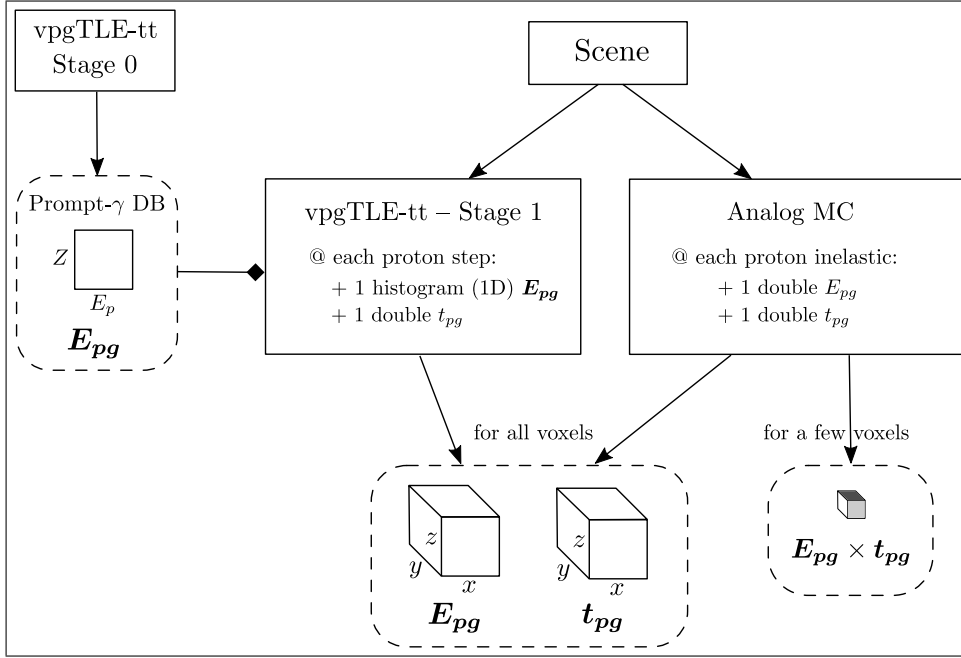 vpgTLE-tt
Stage 0
Scene
Prompt-γ DB
Z
E_p
E_pg
vpgTLE-tt – Stage 1
@ each proton step:
+ 1 histogram (1D) E_pg
+ 1 double t_pg
Analog MC
@ each proton inelastic:
+ 1 double E_pg
+ 1 double t_pg
for all voxels
for a few voxels
z
y
x
E_pg
z
y
x
t_pg
E_pg × t_pg